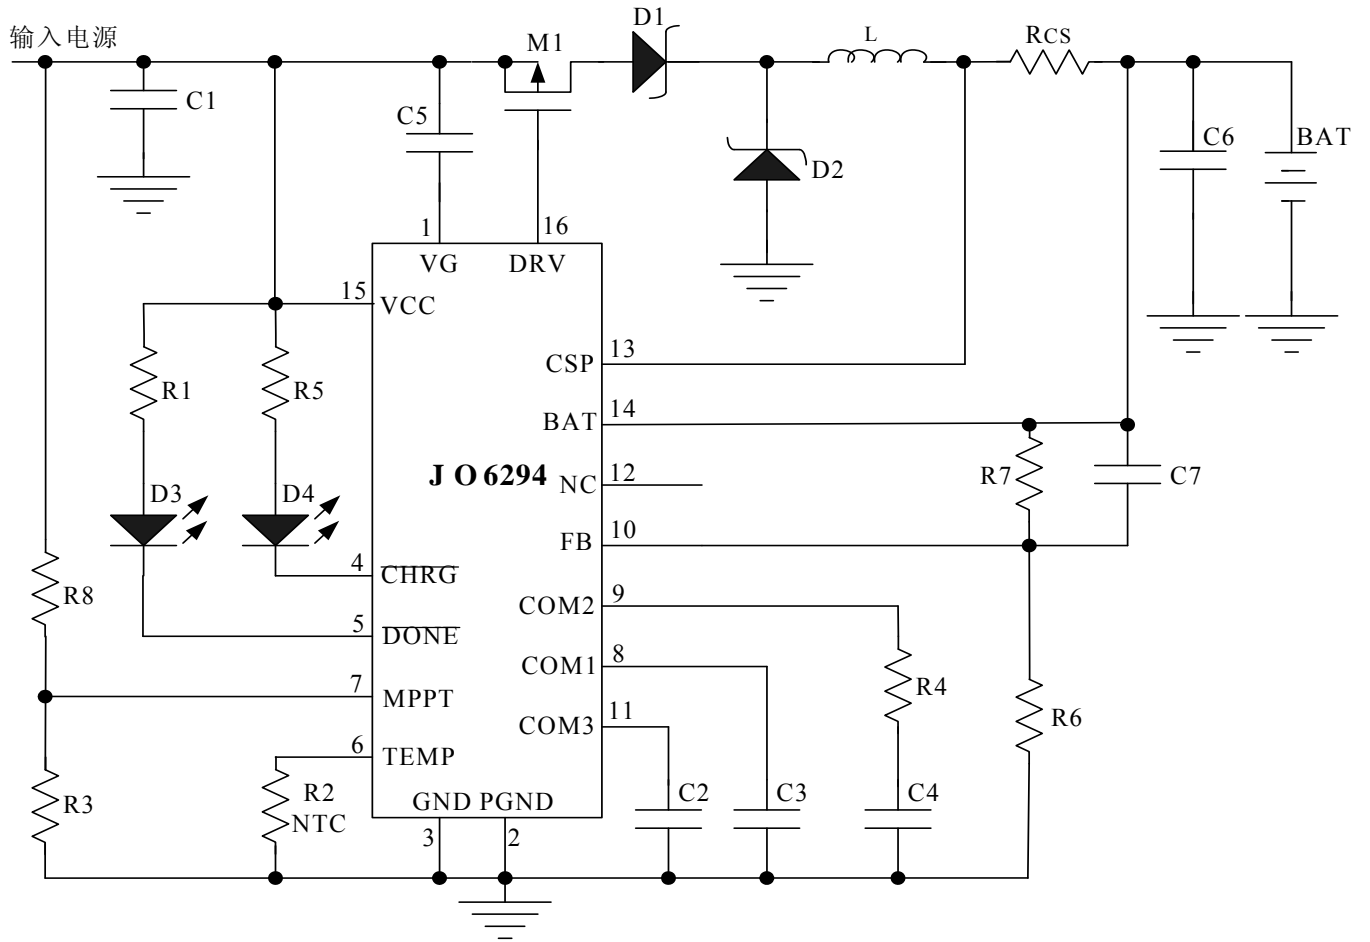 D1
输入电源
M1
L
RCS
C1
C5
C6
BAT
D2
1
16
VG
DRV
15
VCC
13
CSP
R1
R5
14
BAT
J O 6294
12
NC
R7
C7
D3
D4
10
FB
4
CHRG
R8
9
COM2
5
DONE
8
COM1
7
MPPT
R4
11
COM3
R6
6
TEMP
R3
R2
NTC
GND PGND
C2
C3
C4
3
2